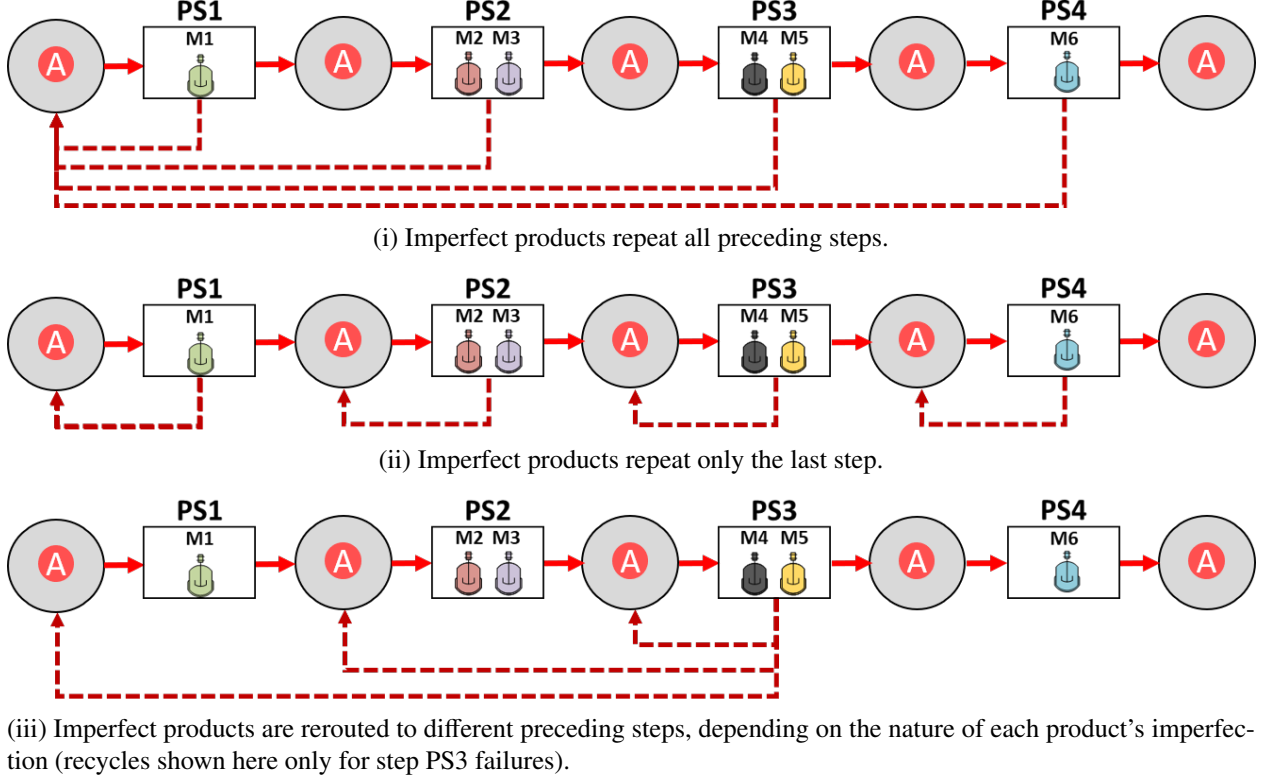 PS1 PS2 PS3 PS4
M1 M2 M3 M4 M5 M6
A A A A A
(i) Imperfect products repeat all preceding steps.
PS1 PS2 PS3 PS4
M1 M2 M3 M4 M5 M6
A A A A A
(ii) Imperfect products repeat only the last step.
PS1 PS2 PS3 PS4
M1 M2 M3 M4 M5 M6
A A A A A
(iii) Imperfect products are rerouted to different preceding steps, depending on the nature of each product’s imperfec-
tion (recycles shown here only for step PS3 failures).